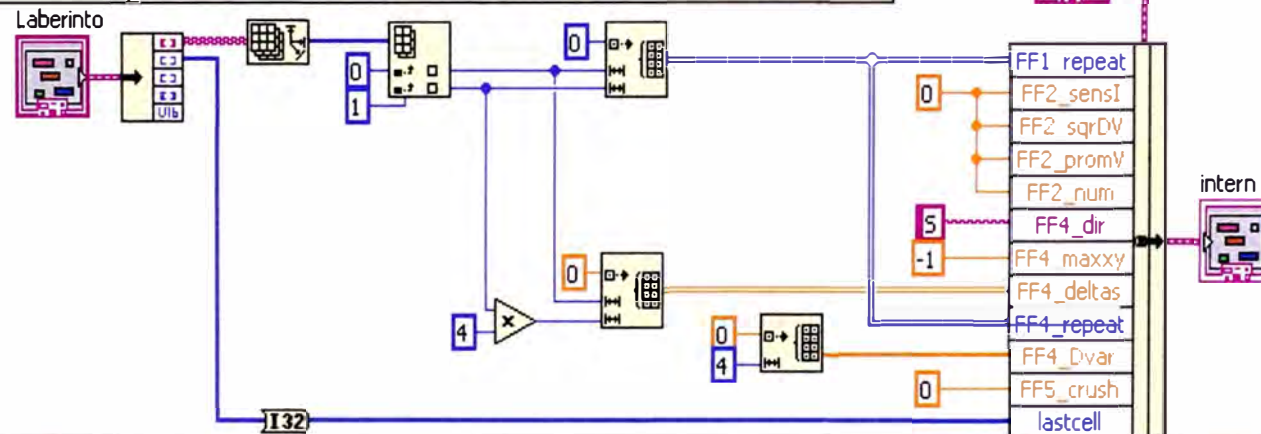 Laberinto
U16
0
1
0
0
4
0
4
I32
0
S
-1
0
FF1_repeat
FF2_sensI
FF2_sqrDV
FF2_promV
FF2_num
FF4_dir
FF4_maxxy
FF4_deltas
FF4_repeat
FF4_Dvar
FF5_crush
lastcell
intern